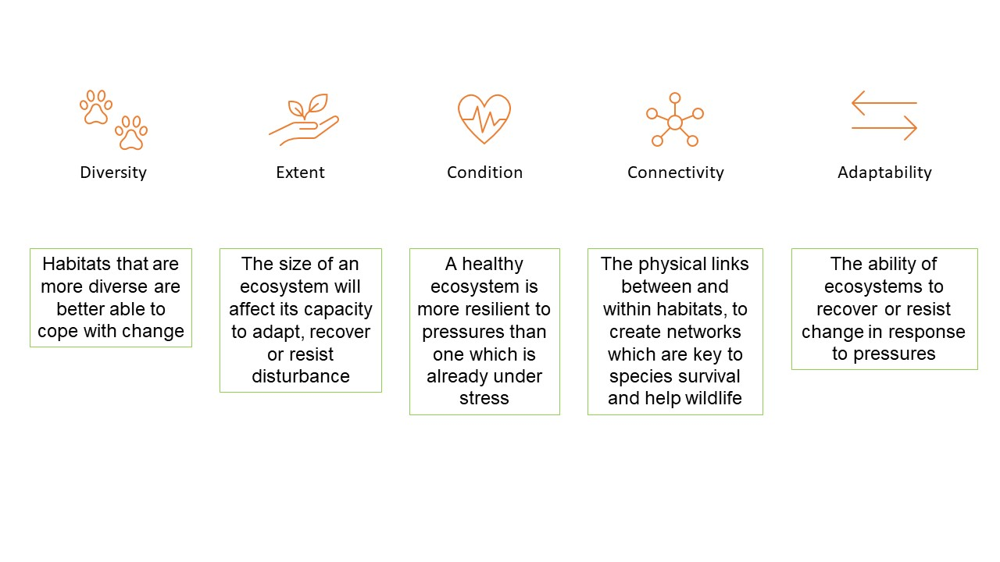 Diversity
Extent
Condition
Connectivity
Adaptability
Habitats that are
more diverse are
better able to
cope with change
The size of an
ecosystem will
affect its capacity
to adapt, recover
or resist
disturbance
A healthy
ecosystem is
more resilient to
pressures than
one which is
already under
stress
The physical links
between and
within habitats, to
create networks
which are key to
species survival
and help wildlife
The ability of
ecosystems to
recover or resist
change in response
to pressures